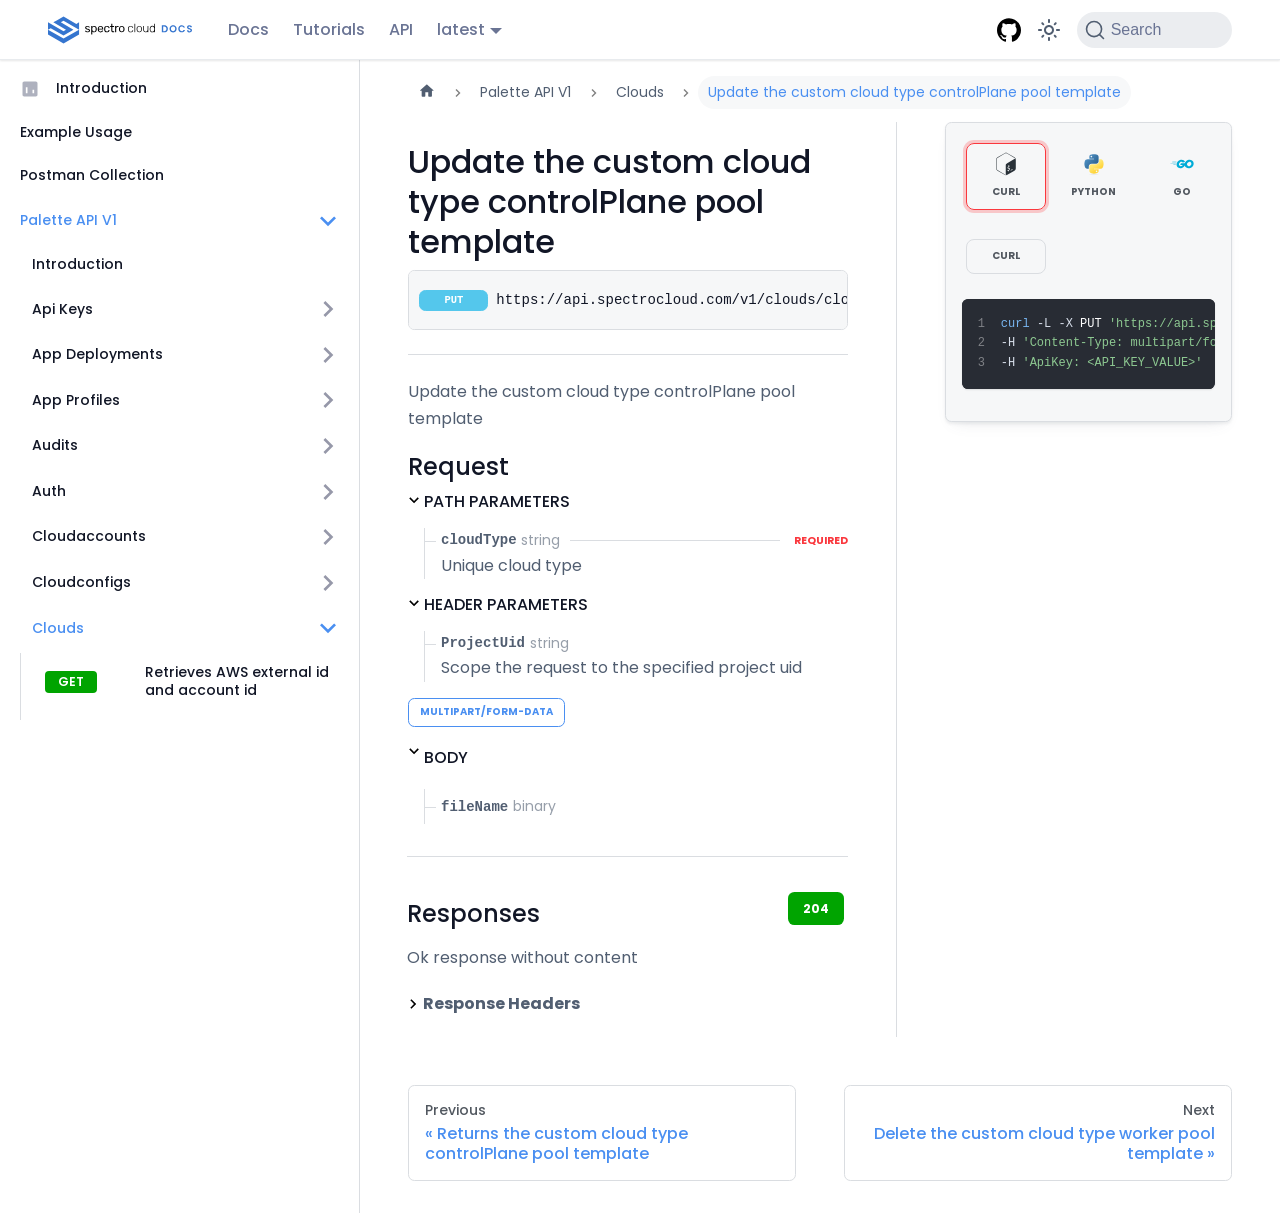 spectro cloud DOCS
Docs
Tutorials
API
latest
Search
Introduction
Example Usage
Postman Collection
Palette API V1
Introduction
Api Keys
App Deployments
App Profiles
Audits
Auth
Cloudaccounts
Cloudconfigs
Clouds
GET
Retrieves AWS external id
and account id
Palette API V1
Clouds
Update the custom cloud type controlPlane pool template
Update the custom cloud
type controlPlane pool
template
PUT https://api.spectrocloud.com/v1/clouds/clo
Update the custom cloud type controlPlane pool
template
Request
PATH PARAMETERS
cloudType string REQUIRED
Unique cloud type
HEADER PARAMETERS
ProjectUid string
Scope the request to the specified project uid
MULTIPART/FORM-DATA
BODY
fileName binary
Responses
204
Ok response without content
Response Headers
CURL
PYTHON
GO
CURL
1 curl -L -X PUT 'https://api.sp
2 -H 'Content-Type: multipart/fo
3 -H 'ApiKey: <API_KEY_VALUE>'
Previous
« Returns the custom cloud type
controlPlane pool template
Next
Delete the custom cloud type worker pool
template »